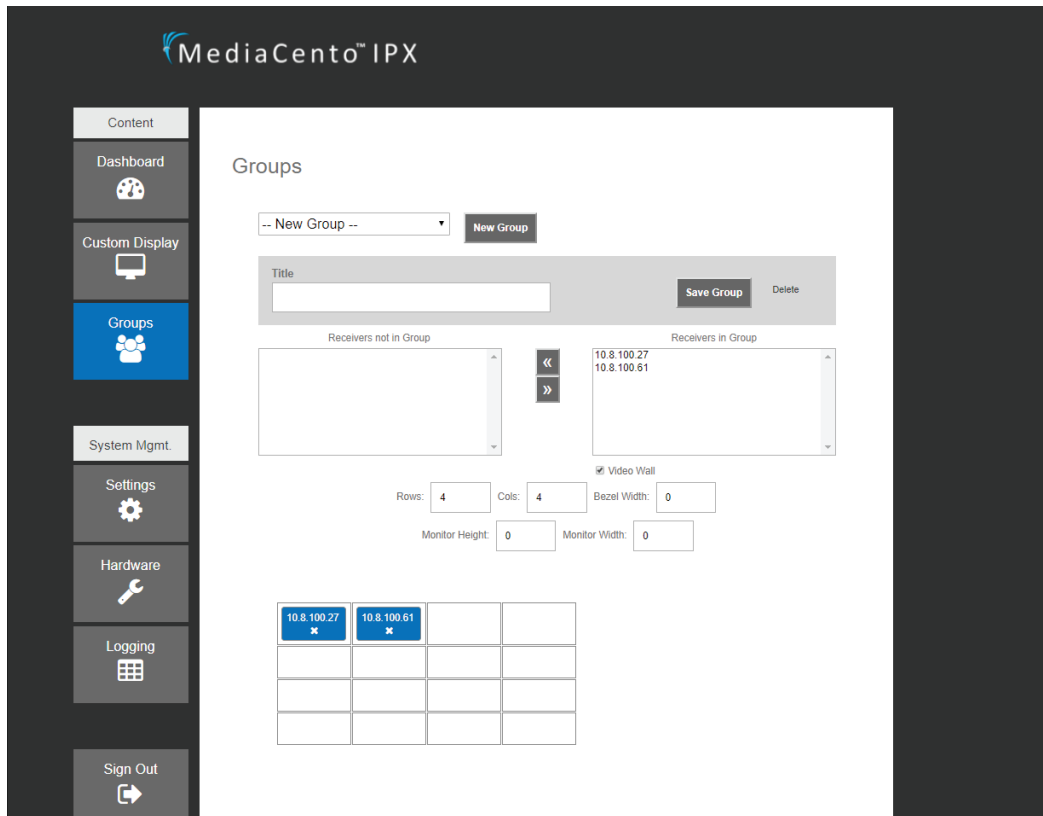 MediaCento™ IPX
Content
Dashboard
Custom Display
Groups
System Mgmt.
Settings
Hardware
Logging
Sign Out
Groups
-- New Group --
New Group
Title
Save Group
Delete
Receivers not in Group
Receivers in Group
«
»
10.8.100.27
10.8.100.61
Video Wall
Rows: 4 Cols: 4 Bezel Width: 0
Monitor Height: 0 Monitor Width: 0
10.8.100.27 10.8.100.61